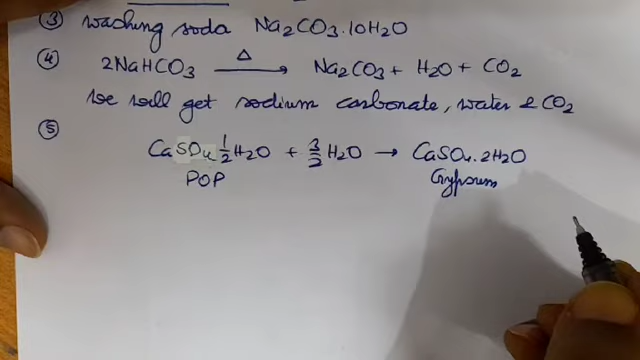 ③ washing soda Na₂CO₃.10H₂O
④ 2NaHCO₃ —Δ→ Na₂CO₃ + H₂O + CO₂
We will get sodium carbonate, water & CO₂
⑤
CaSO₄ ½H₂O + 3/2 H₂O → CaSO₄.2H₂O
POP Gypsum